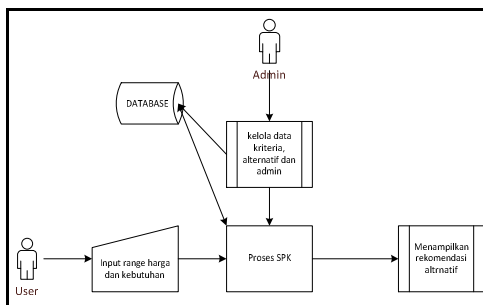 Admin
DATABASE
kelola data
kriteria,
alternatif dan
admin
Input range harga
dan kebutuhan
Proses SPK
Menampilkan
rekomendasi
altrnatif
User